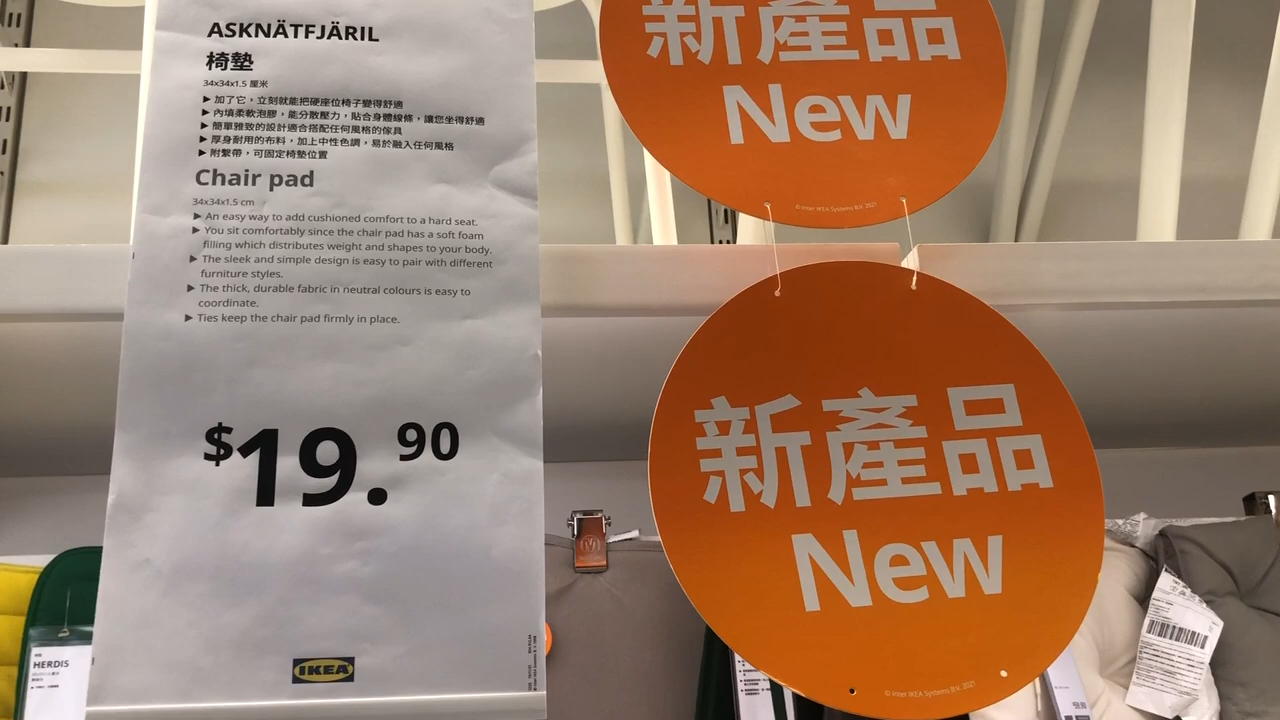 ASKNÄTFJÄRIL
椅墊
34x34x1.5 厘米
▶ 加了它，立刻就能把硬座位椅子變得舒適
▶ 內填柔軟泡膠，能分散壓力，貼合身體線條，讓您坐得舒適
▶ 簡單雅致的設計適合搭配任何風格的傢具
▶ 厚身耐用的布料，加上中性色調，易於融入任何風格
▶ 附繫帶，可固定椅墊位置
Chair pad
34x34x1.5 cm
▶ An easy way to add cushioned comfort to a hard seat.
▶ You sit comfortably since the chair pad has a soft foam
filling which distributes weight and shapes to your body.
▶ The sleek and simple design is easy to pair with different
furniture styles.
▶ The thick, durable fabric in neutral colours is easy to
coordinate.
▶ Ties keep the chair pad firmly in place.
$19.90
IKEA
新產品
New
© Inter IKEA Systems B.V. 2021
新產品
New
© Inter IKEA Systems B.V. 2021
HERDIS